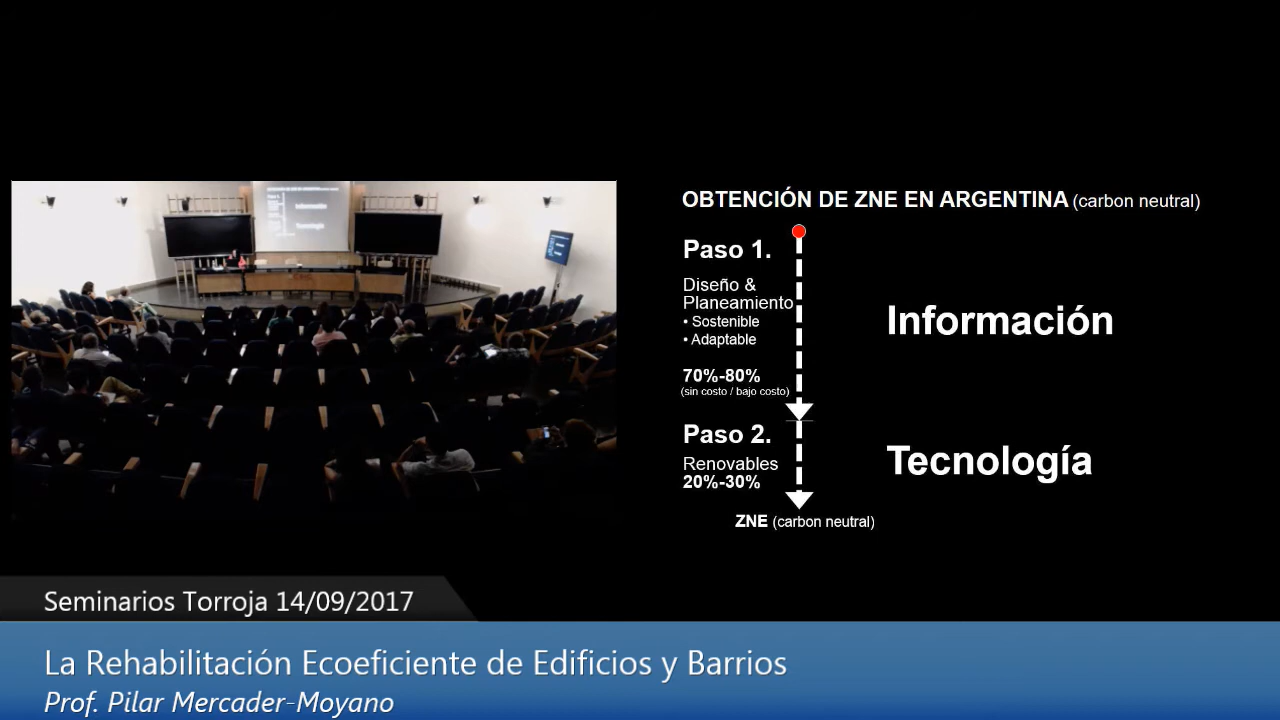 OBTENCIÓN DE ZNE EN ARGENTINA (carbon neutral)
Paso 1.
Diseño &
Planeamiento
• Sostenible
• Adaptable
70%-80%
(sin costo / bajo costo)
Información
Paso 2.
Renovables
20%-30%
Tecnología
ZNE (carbon neutral)
Información
Tecnología
Seminarios Torroja 14/09/2017
La Rehabilitación Ecoeficiente de Edificios y Barrios
Prof. Pilar Mercader-Moyano